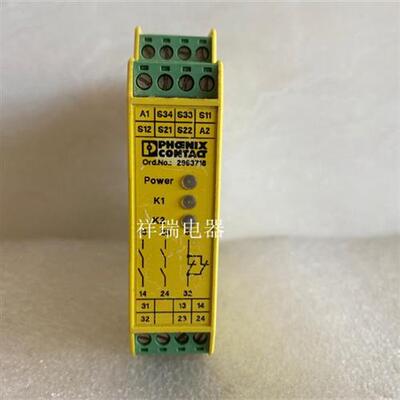 A1 S34 S33 S11
S12 S21 S22 A2
PHŒNIX
CONTACT
Ord.No.: 2963718
Power
K1
K2
祥瑞电器
14 24 32
31 13 14
32 23 24